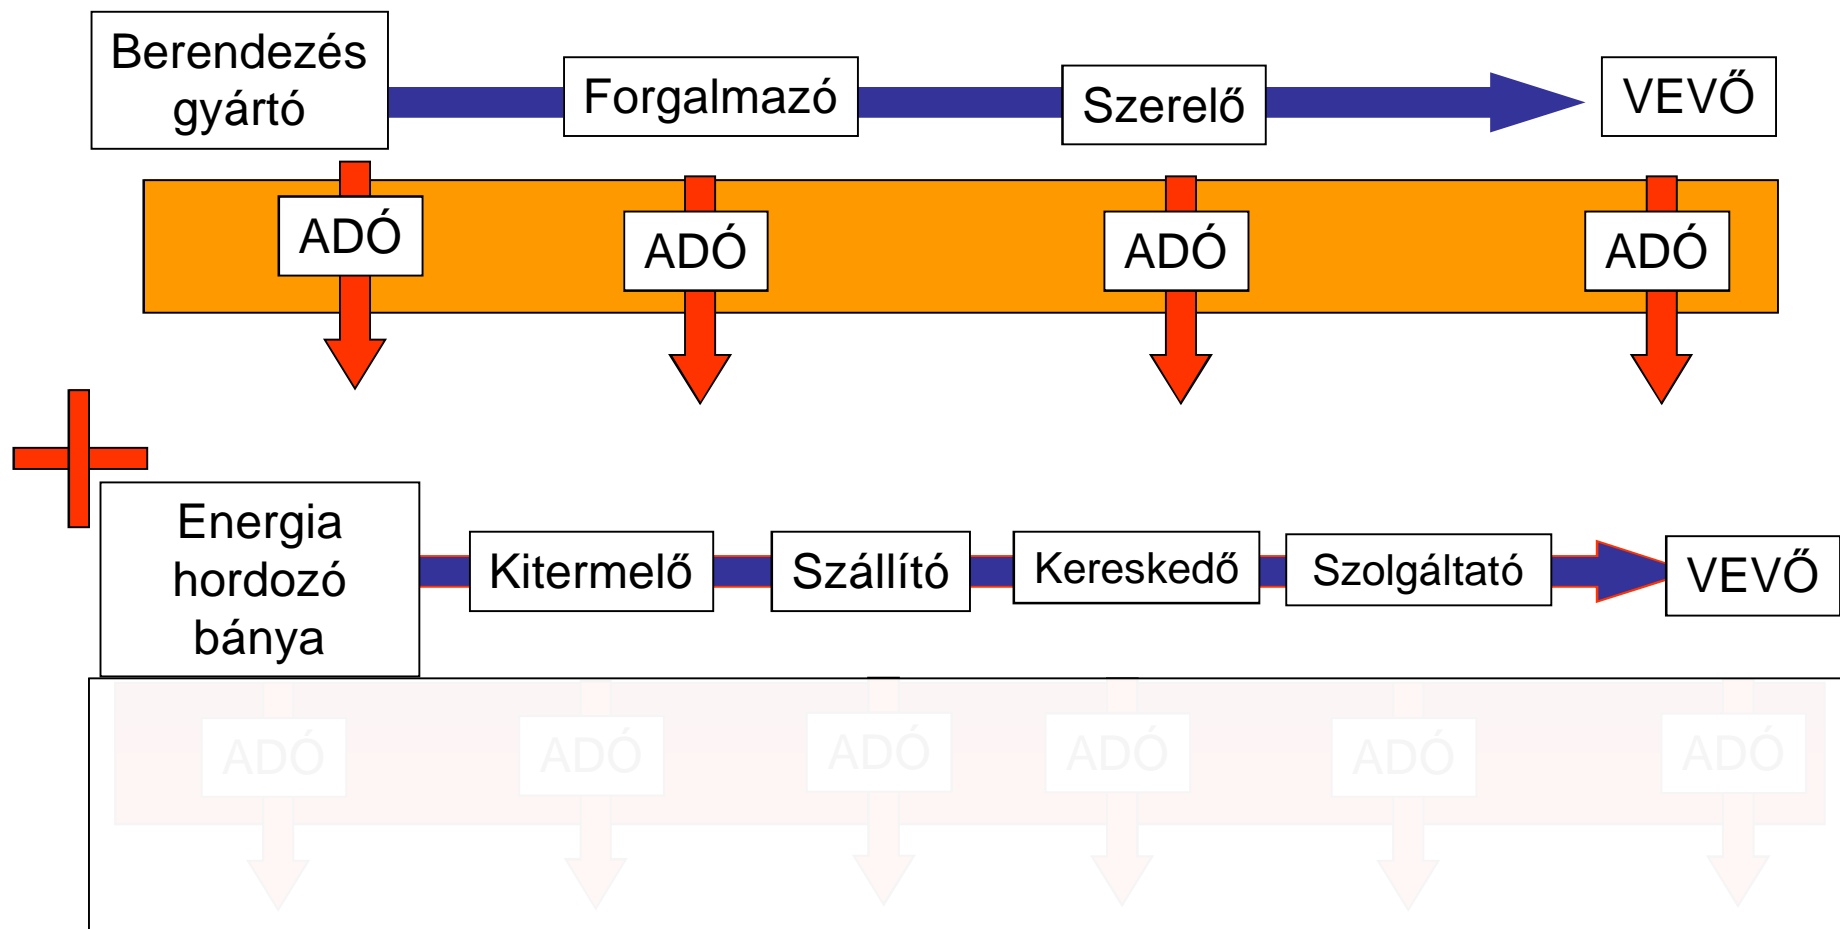 Berendezés
gyártó
Forgalmazó
Szerelő
VEVŐ
ADÓ
ADÓ
ADÓ
ADÓ
Energia
hordozó
bánya
Kitermelő
Szállító
Kereskedő
Szolgáltató
VEVŐ
ADÓ
ADÓ
ADÓ
ADÓ
ADÓ
ADÓ